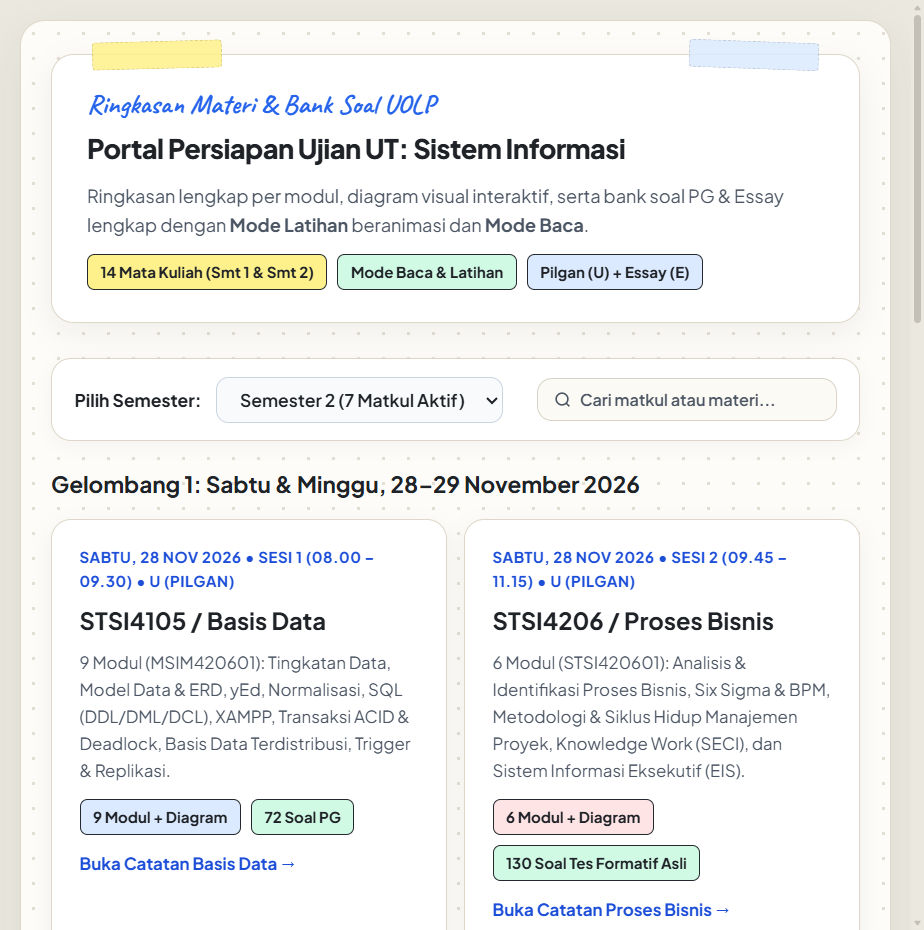 Ringkasan Materi & Bank Soal UOLP
Portal Persiapan Ujian UT: Sistem Informasi
Ringkasan lengkap per modul, diagram visual interaktif, serta bank soal PG & Essay
lengkap dengan Mode Latihan beranimasi dan Mode Baca.
14 Mata Kuliah (Smt 1 & Smt 2)
Mode Baca & Latihan
Pilgan (U) + Essay (E)
Pilih Semester:
Semester 2 (7 Matkul Aktif)
Cari matkul atau materi...
Gelombang 1: Sabtu & Minggu, 28–29 November 2026
SABTU, 28 NOV 2026 • SESI 1 (08.00 –
09.30) • U (PILGAN)
STSI4105 / Basis Data
9 Modul (MSIM420601): Tingkatan Data,
Model Data & ERD, yEd, Normalisasi, SQL
(DDL/DML/DCL), XAMPP, Transaksi ACID &
Deadlock, Basis Data Terdistribusi, Trigger
& Replikasi.
9 Modul + Diagram
72 Soal PG
Buka Catatan Basis Data →
SABTU, 28 NOV 2026 • SESI 2 (09.45 –
11.15) • U (PILGAN)
STSI4206 / Proses Bisnis
6 Modul (STSI420601): Analisis &
Identifikasi Proses Bisnis, Six Sigma & BPM,
Metodologi & Siklus Hidup Manajemen
Proyek, Knowledge Work (SECI), dan
Sistem Informasi Eksekutif (EIS).
6 Modul + Diagram
130 Soal Tes Formatif Asli
Buka Catatan Proses Bisnis →